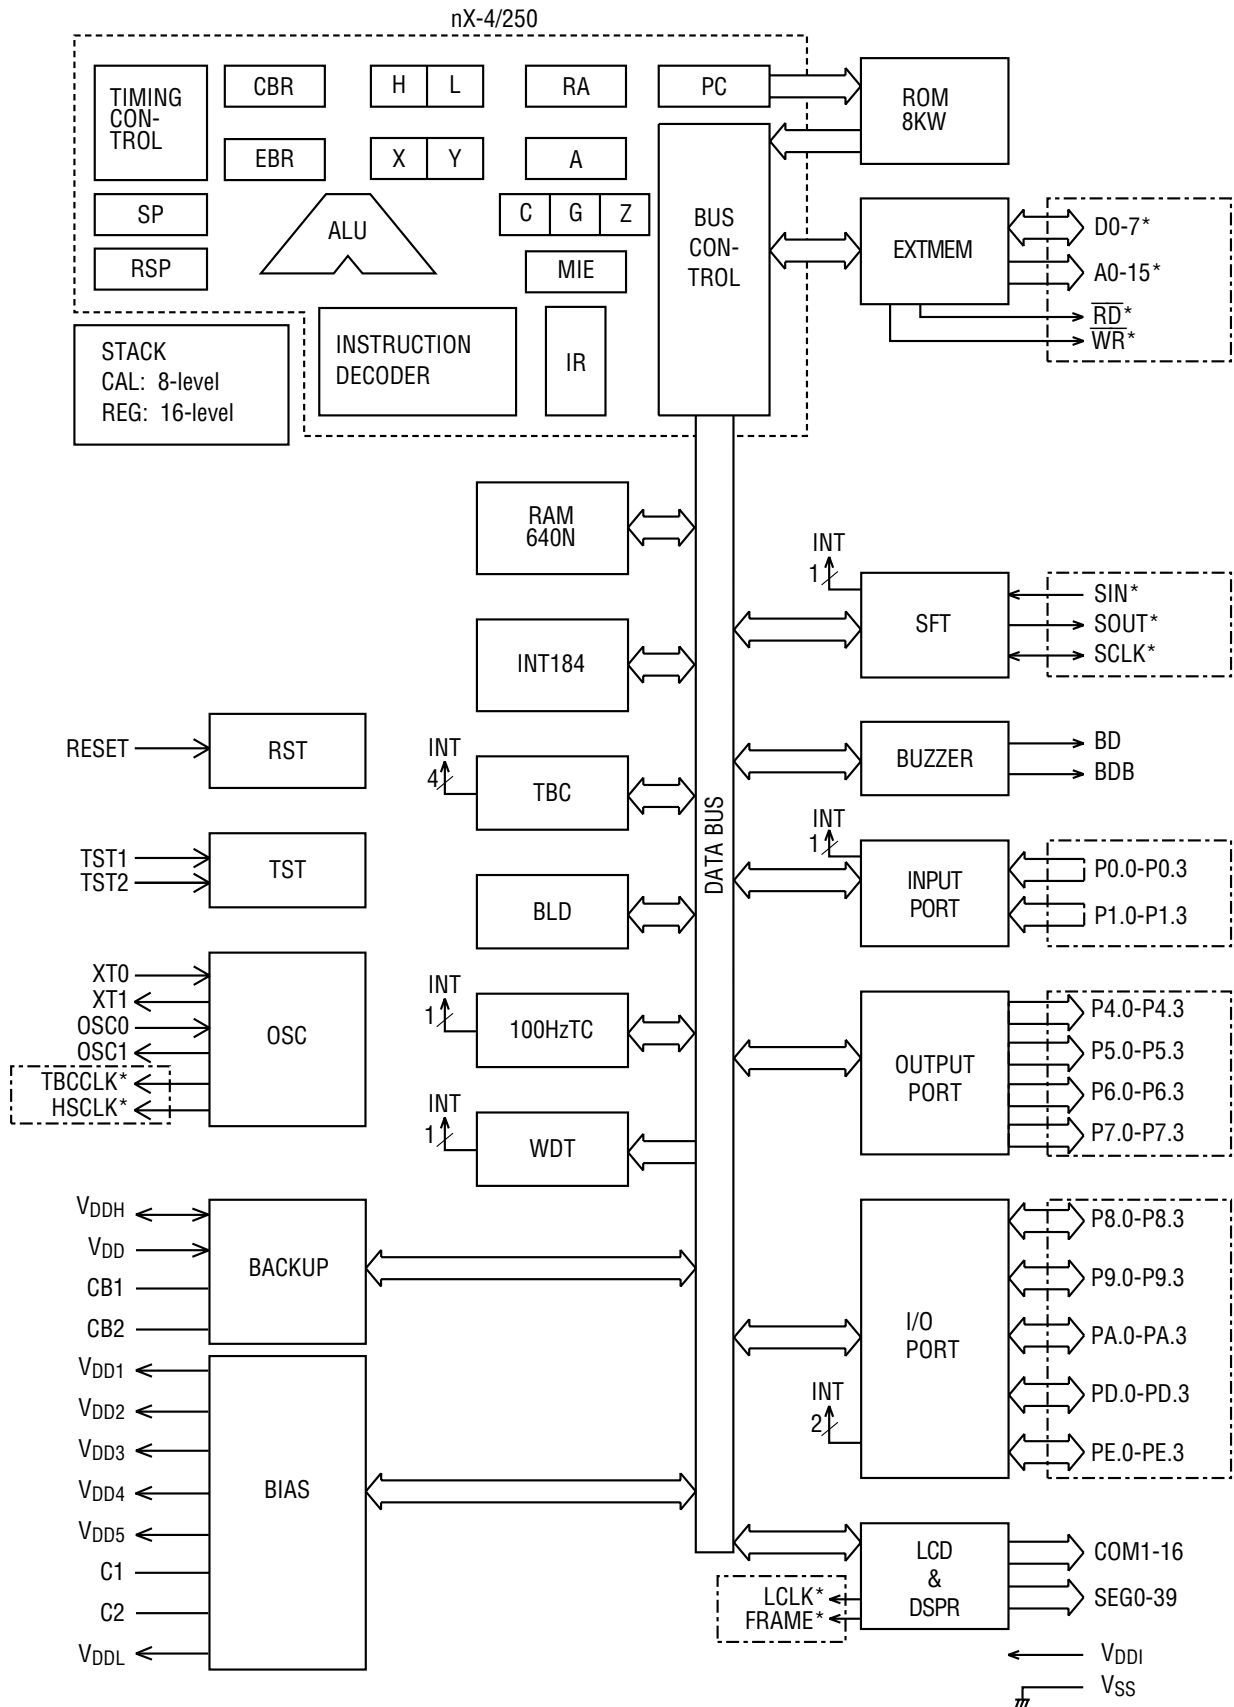 nX-4/250
TIMING
CON-
TROL
CBR
H
L
RA
PC
ROM
8KW
EBR
X
Y
A
SP
ALU
C
G
Z
BUS
CON-
TROL
EXTMEM
D0-7*
A0-15*
RD*
WR*
RSP
MIE
STACK
CAL: 8-level
REG: 16-level
INSTRUCTION
DECODER
IR
RAM
640N
INT
1
SFT
SIN*
SOUT*
SCLK*
INT184
RESET
RST
INT
4
TBC
DATA BUS
BUZZER
BD
BDB
TST1
TST2
TST
BLD
INT
1
INPUT
PORT
P0.0-P0.3
P1.0-P1.3
XT0
XT1
OSC0
OSC1
TBCCLK*
HSCLK*
OSC
INT
1
100HzTC
OUTPUT
PORT
P4.0-P4.3
P5.0-P5.3
P6.0-P6.3
P7.0-P7.3
INT
1
WDT
VDDH
VDD
CB1
CB2
BACKUP
I/O
PORT
P8.0-P8.3
P9.0-P9.3
PA.0-PA.3
PD.0-PD.3
PE.0-PE.3
INT
2
VDD1
VDD2
VDD3
VDD4
VDD5
C1
C2
VDDL
BIAS
LCD
&
DSPR
COM1-16
SEG0-39
LCLK*
FRAME*
VDDI
VSS